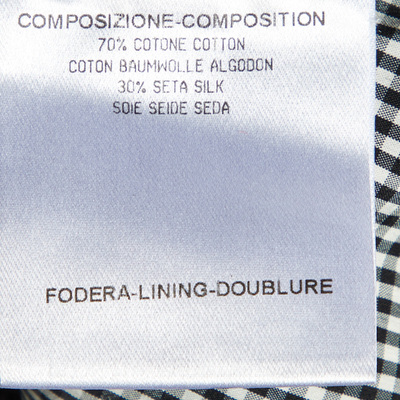 COMPOSIZIONE-COMPOSITION
70% COTONE COTTON
COTON BAUMWOLLE ALGODON
30% SETA SILK
SOIE SEIDE SEDA
FODERA-LINING-DOUBLURE